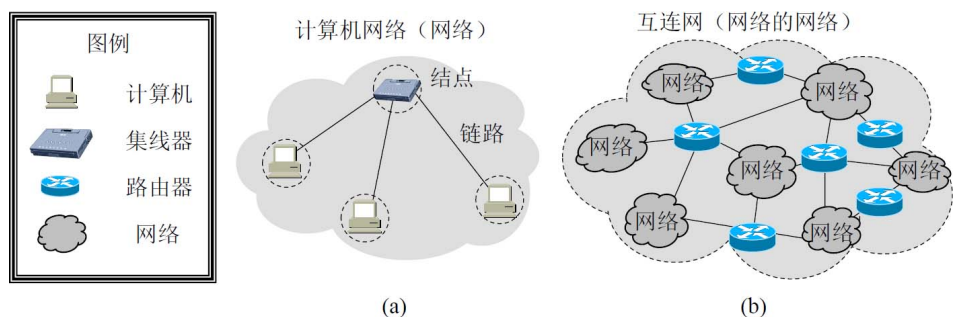 图例
计算机
集线器
路由器
网络
计算机网络（网络）
结点
链路
(a)
互连网（网络的网络）
网络
网络
网络
网络
网络
网络
网络
(b)